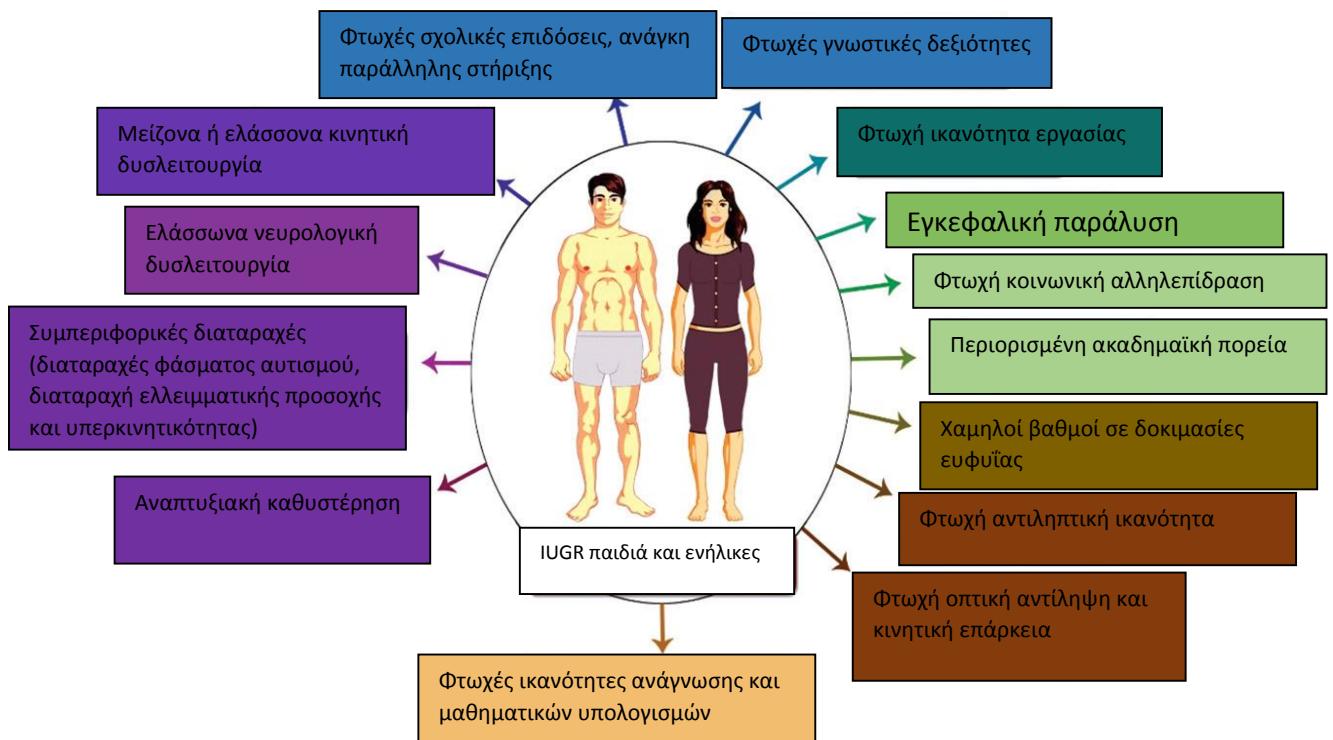 Φτωχές σχολικές επιδόσεις, ανάγκη
παράλληλης στήριξης
Φτωχές γνωστικές δεξιότητες
Μείζονα ή ελάσσονα κινητική
δυσλειτουργία
Φτωχή ικανότητα εργασίας
Ελάσσωνα νευρολογική
δυσλειτουργία
Εγκεφαλική παράλυση
Φτωχή κοινωνική αλληλεπίδραση
Συμπεριφορικές διαταραχές
(διαταραχές φάσματος αυτισμού,
διαταραχή ελλειμματικής προσοχής
και υπερκινητικότητας)
Περιορισμένη ακαδημαϊκή πορεία
Χαμηλοί βαθμοί σε δοκιμασίες
ευφυΐας
Αναπτυξιακή καθυστέρηση
Φτωχή αντιληπτική ικανότητα
IUGR παιδιά και ενήλικες
Φτωχή οπτική αντίληψη και
κινητική επάρκεια
Φτωχές ικανότητες ανάγνωσης και
μαθηματικών υπολογισμών